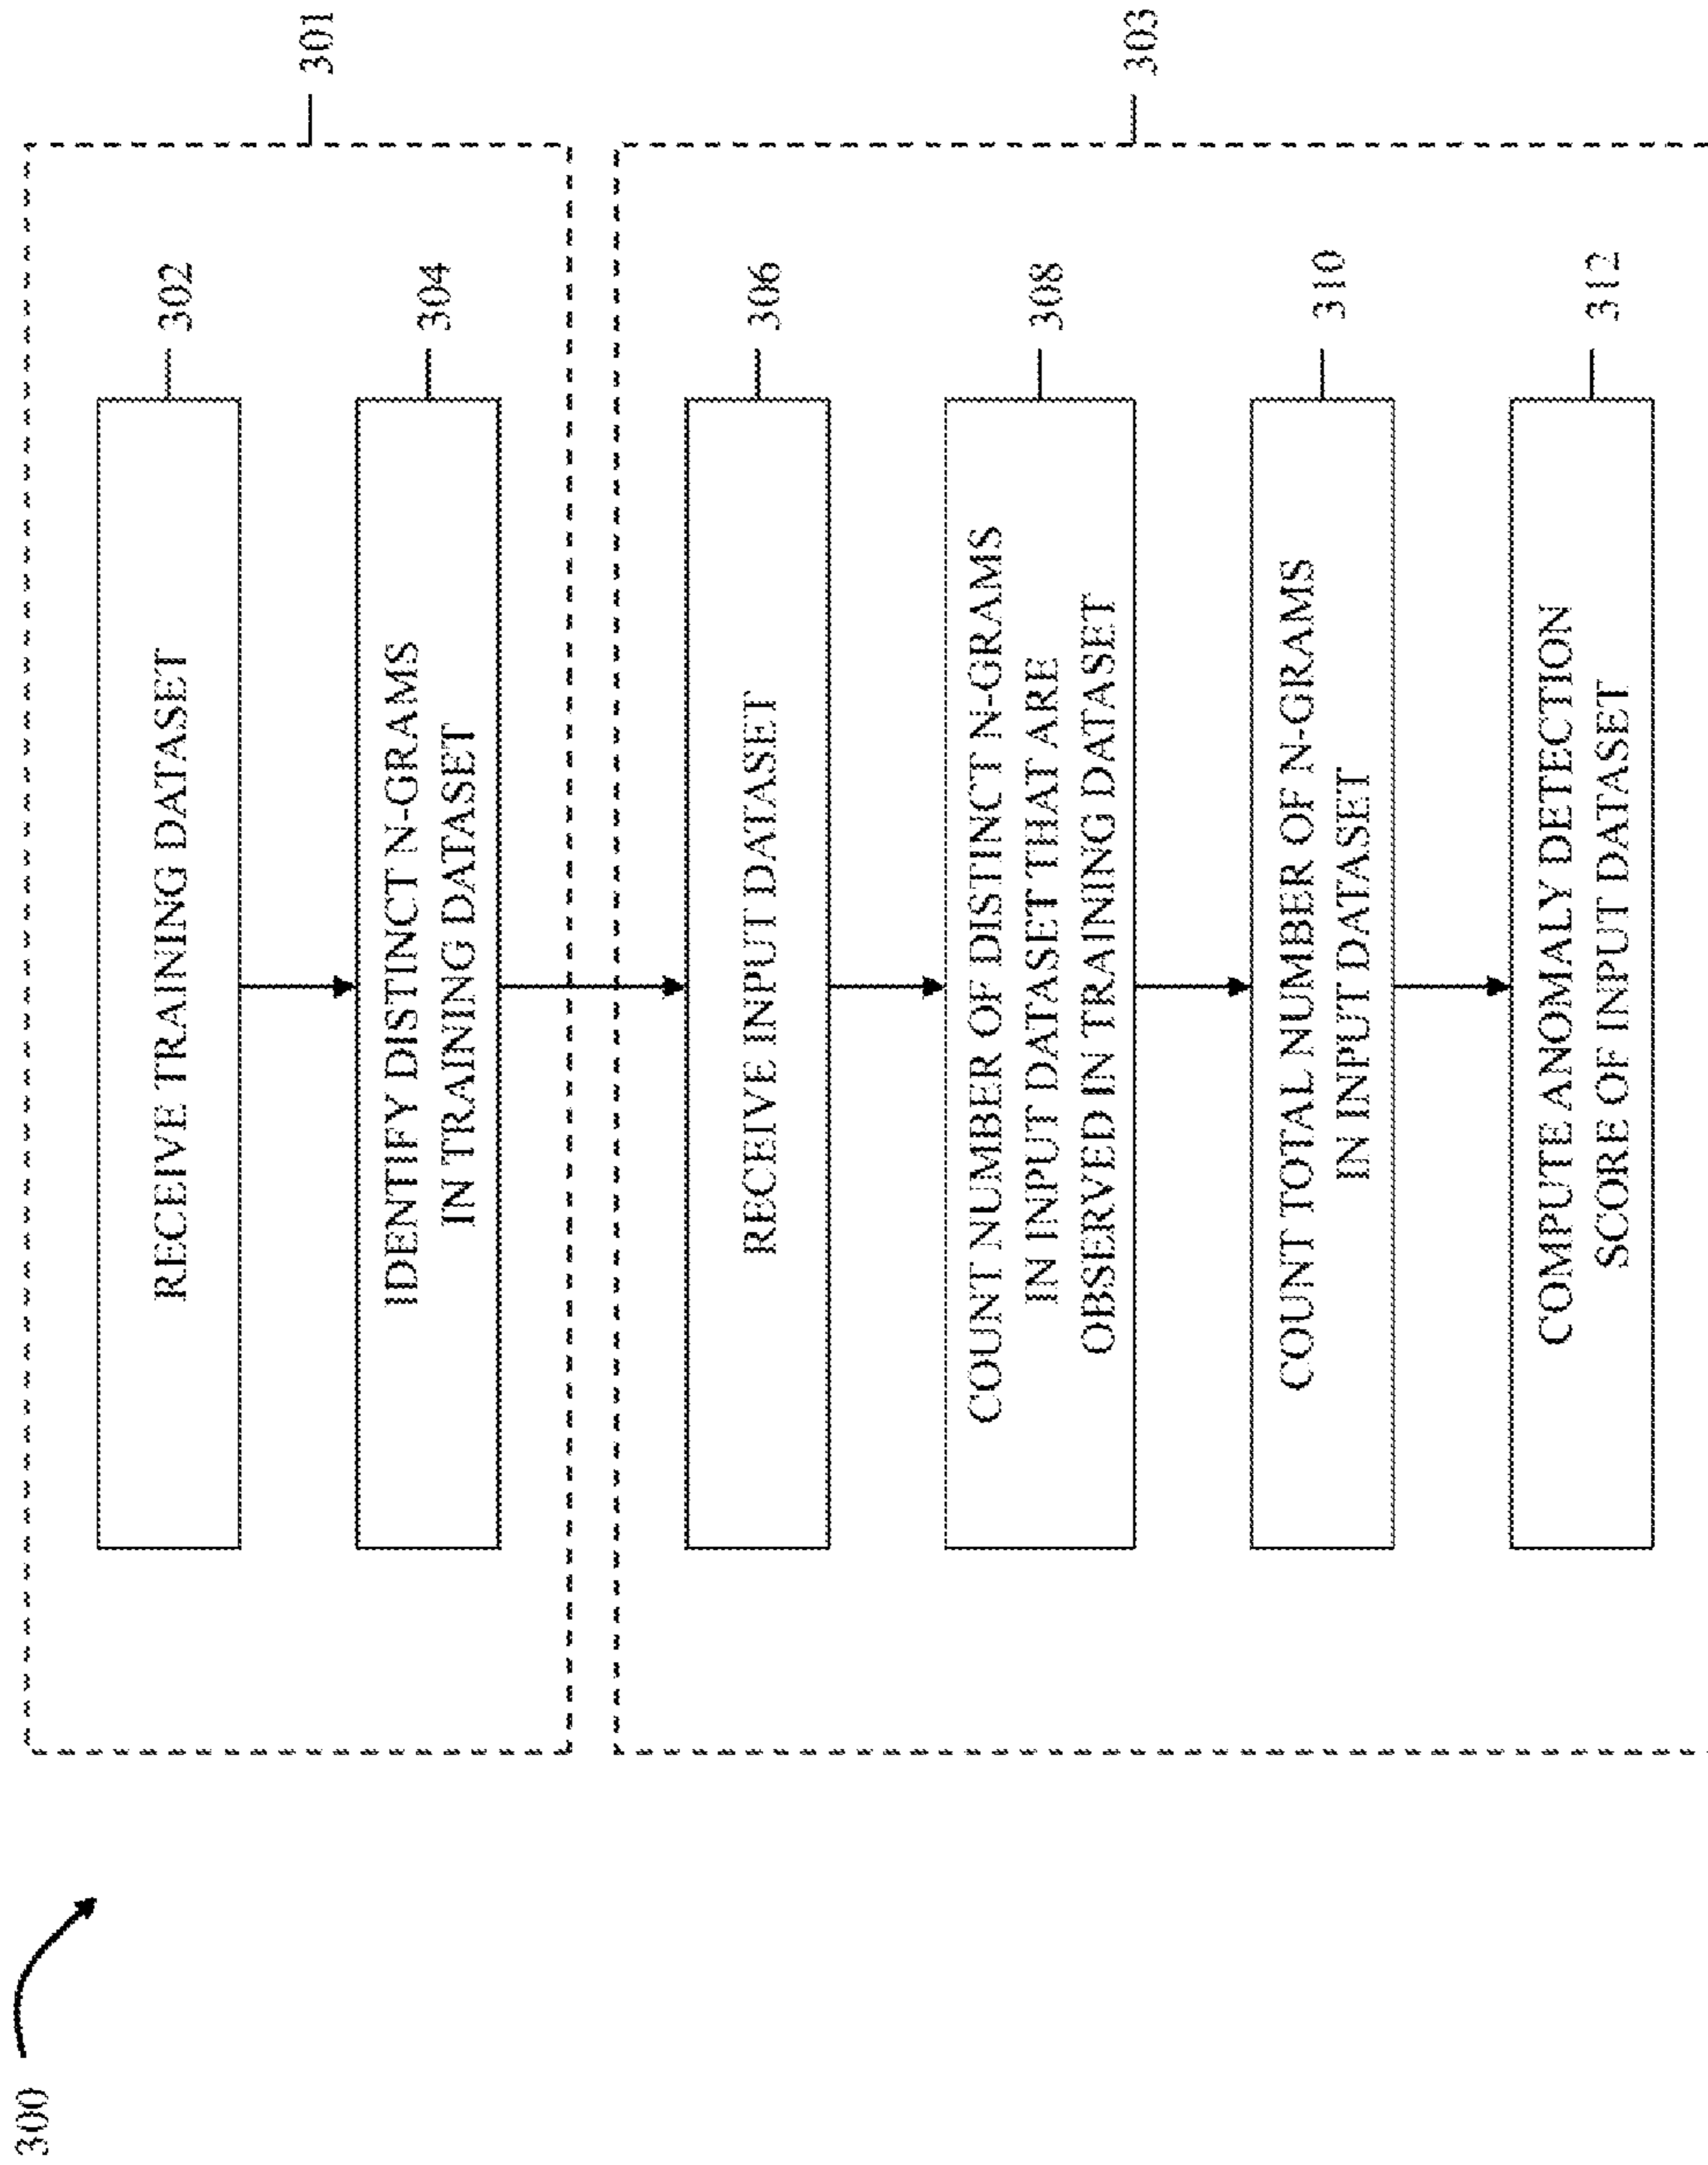 300
301
RECEIVE TRAINING DATASET
302
IDENTIFY DISTINCT N-GRAMS
IN TRAINING DATASET
304
303
RECEIVE INPUT DATASET
306
COUNT NUMBER OF DISTINCT N-GRAMS
IN INPUT DATASET THAT ARE
OBSERVED IN TRAINING DATASET
308
COUNT TOTAL NUMBER OF N-GRAMS
IN INPUT DATASET
310
COMPUTE ANOMALY DETECTION
SCORE OF INPUT DATASET
312